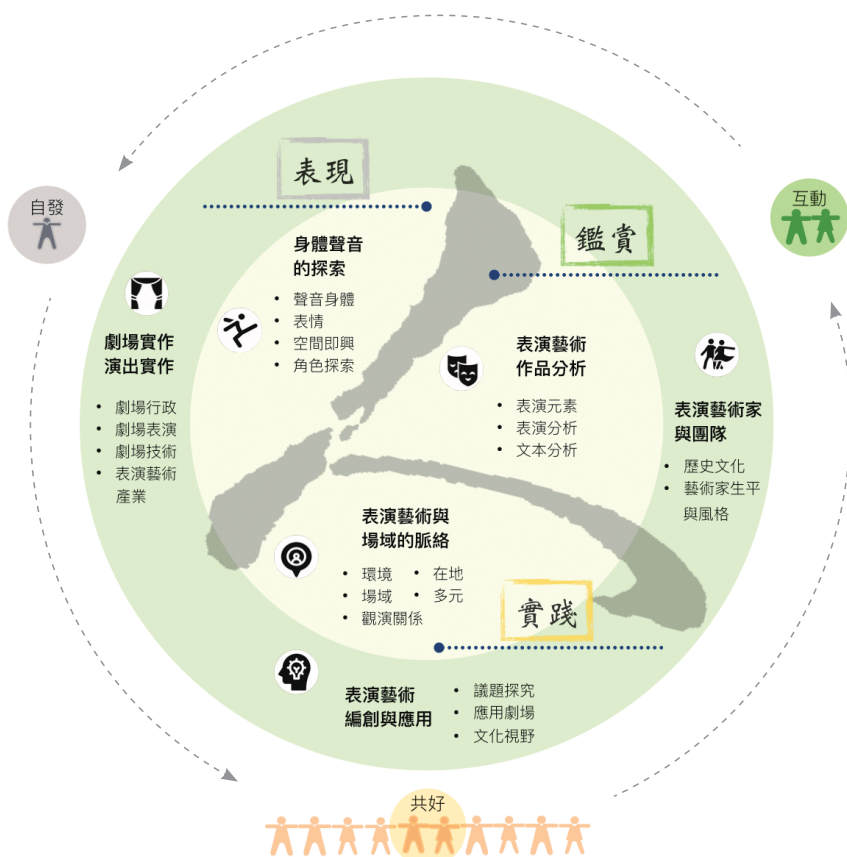 表現
自發
互動
鑑賞
身體聲音
的探索
• 聲音身體
• 表情
• 空間即興
• 角色探索
劇場實作
演出實作
• 劇場行政
• 劇場表演
• 劇場技術
• 表演藝術
產業
表演藝術
作品分析
• 表演元素
• 表演分析
• 文本分析
表演藝術家
與團隊
• 歷史文化
• 藝術家生平
與風格
表演藝術與
場域的脈絡
• 環境 • 在地
• 場域 • 多元
• 觀演關係
實踐
表演藝術
編創與應用
• 議題探究
• 應用劇場
• 文化視野
共好